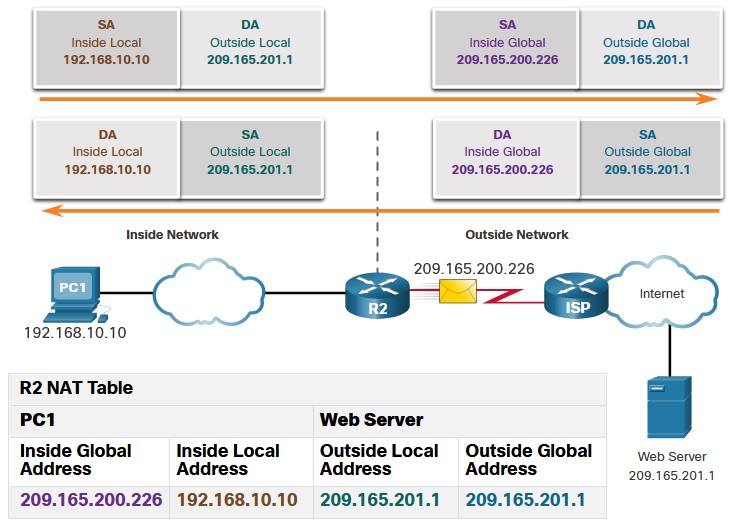 SA
Inside Local
192.168.10.10
DA
Outside Local
209.165.201.1
SA
Inside Global
209.165.200.226
DA
Outside Global
209.165.201.1
DA
Inside Local
192.168.10.10
SA
Outside Local
209.165.201.1
DA
Inside Global
209.165.200.226
SA
Outside Global
209.165.201.1
Inside Network
Outside Network
PC1
192.168.10.10
R2
209.165.200.226
ISP
Internet
Web Server
209.165.201.1
R2 NAT Table
PC1
Web Server
Inside Global
Address
Inside Local
Address
Outside Local
Address
Outside Global
Address
209.165.200.226
192.168.10.10
209.165.201.1
209.165.201.1